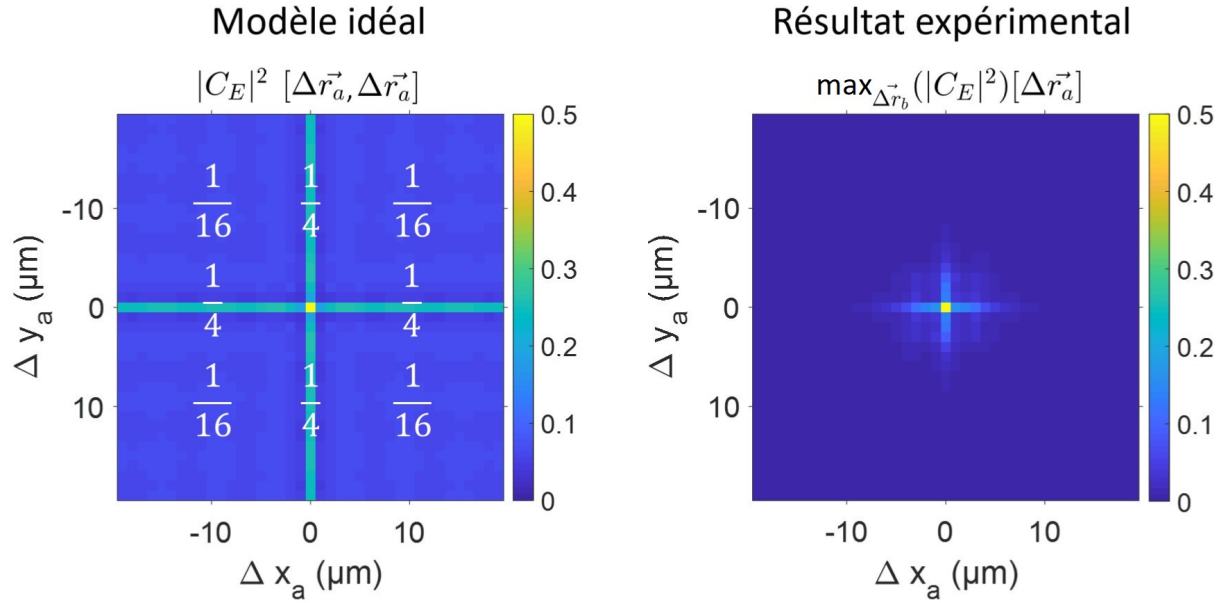 Modèle idéal
|C_E|² [Δr⃗_a, Δr⃗_a]
0.5
0.4
0.3
0.2
0.1
0
-10
0
10
Δ y_a (µm)
1/16 1/4 1/16
1/4 1/4
1/16 1/4 1/16
-10 0 10
Δ x_a (µm)
Résultat expérimental
max_Δr⃗_b(|C_E|²)[Δr⃗_a]
0.5
0.4
0.3
0.2
0.1
0
-10
0
10
Δ y_a (µm)
-10 0 10
Δ x_a (µm)